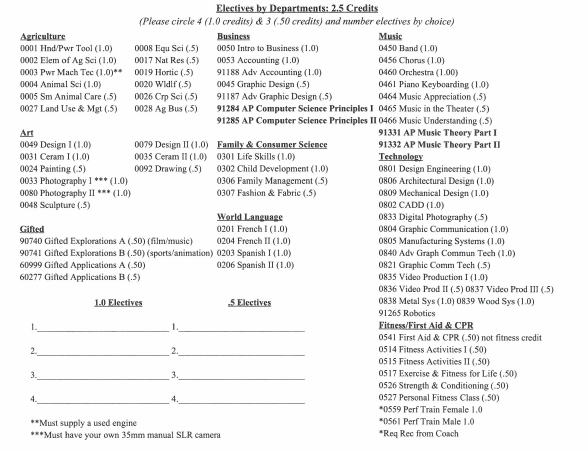 Electives by Departments: 2.5 Credits
(Please circle 4 (1.0 credits) & 3 (.50 credits) and number electives by choice)
Agriculture
0001 Hnd/Pwr Tool (1.0)
0002 Elem of Ag Sci (1.0)
0003 Pwr Mach Tec (1.0)**
0004 Animal Sci (1.0)
0005 Sm Animal Care (.5)
0027 Land Use & Mgt (.5)
0008 Equ Sci (.5)
0017 Nat Res (.5)
0019 Hortic (.5)
0020 Wldlf (.5)
0026 Crp Sci (.5)
0028 Ag Bus (.5)
Art
0049 Design I (1.0)
0031 Ceram I (1.0)
0024 Painting (.5)
0033 Photography I *** (1.0)
0080 Photography II *** (1.0)
0048 Sculpture (.5)
0079 Design II (1.0)
0035 Ceram II (1.0)
0092 Drawing (.5)
Gifted
90740 Gifted Explorations A (.50) (film/music)
90741 Gifted Explorations B (.50) (sports/animation)
60999 Gifted Applications A (.50)
60277 Gifted Applications B (.5)
Business
0050 Intro to Business (1.0)
0053 Accounting (1.0)
91188 Adv Accounting (1.0)
0045 Graphic Design (.5)
91187 Adv Graphic Design (.5)
91284 AP Computer Science Principles I
91285 AP Computer Science Principles II
Family & Consumer Science
0301 Life Skills (1.0)
0302 Child Development (1.0)
0306 Family Management (.5)
0307 Fashion & Fabric (.5)
World Language
0201 French I (1.0)
0204 French II (1.0)
0203 Spanish I (1.0)
0206 Spanish II (1.0)
Music
0450 Band (1.0)
0456 Chorus (1.0)
0460 Orchestra (1.00)
0461 Piano Keyboarding (1.0)
0464 Music Appreciation (.5)
0465 Music in the Theater (.5)
0466 Music Understanding (.5)
91331 AP Music Theory Part I
91332 AP Music Theory Part II
Technology
0801 Design Engineering (1.0)
0806 Architectural Design (1.0)
0809 Mechanical Design (1.0)
0802 CADD (1.0)
0833 Digital Photography (.5)
0804 Graphic Communication (1.0)
0805 Manufacturing Systems (1.0)
0840 Adv Graph Commun Tech (1.0)
0821 Graphic Comm Tech (.5)
0835 Video Production I (1.0)
0836 Video Prod II (.5) 0837 Video Prod III (.5)
0838 Metal Sys (1.0) 0839 Wood Sys (1.0)
91265 Robotics
Fitness/First Aid & CPR
0541 First Aid & CPR (.50) not fitness credit
0514 Fitness Activities I (.50)
0515 Fitness Activities II (.50)
0517 Exercise & Fitness for Life (.50)
0526 Strength & Conditioning (.50)
0527 Personal Fitness Class (.50)
*0559 Perf Train Female 1.0
*0561 Perf Train Male 1.0
*Req Rec from Coach
1.0 Electives
1.
2.
3.
4.
.5 Electives
1.
2.
3.
4.
**Must supply a used engine
***Must have your own 35mm manual SLR camera